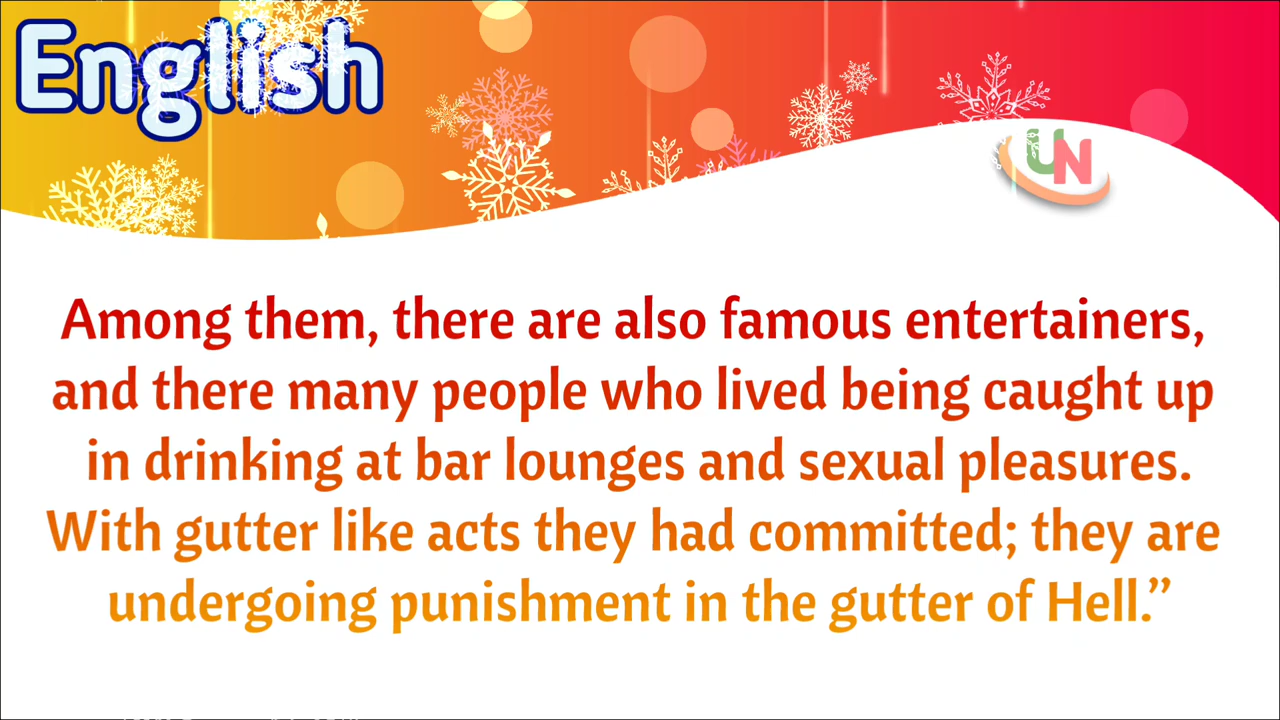 English
UN
Among them, there are also famous entertainers,
and there many people who lived being caught up
in drinking at bar lounges and sexual pleasures.
With gutter like acts they had committed; they are
undergoing punishment in the gutter of Hell.”